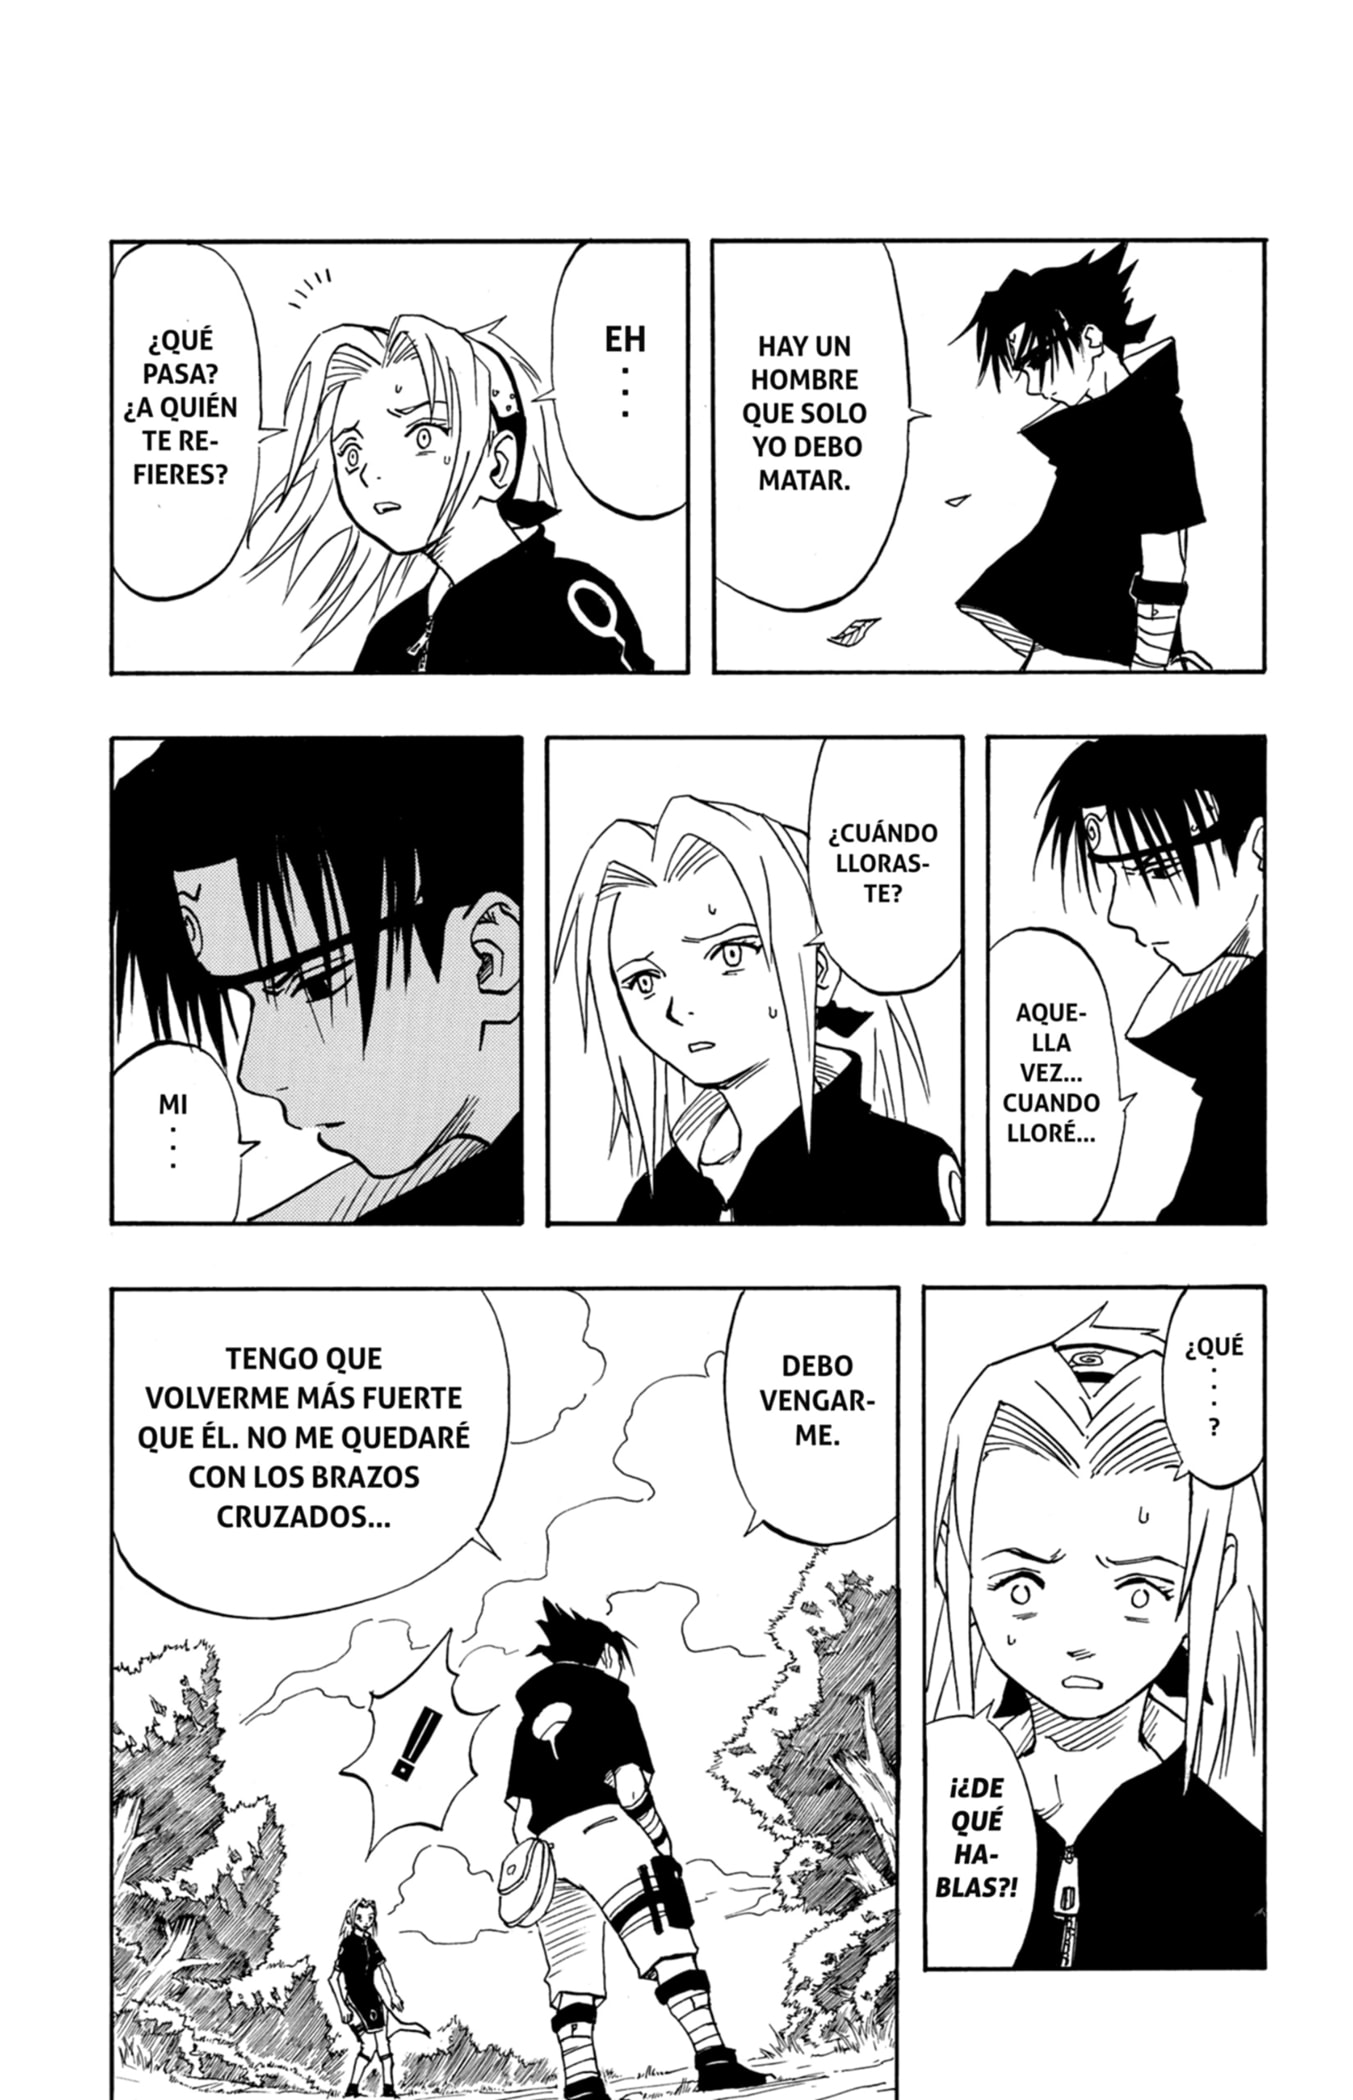 HAY UN
HOMBRE
QUE SOLO
YO DEBO
MATAR.
EH
...
¿QUÉ
PASA?
¿A QUIÉN
TE RE-
FIERES?
AQUE-
LLA
VEZ...
CUANDO
LLORÉ...
¿CUÁNDO
LLORAS-
TE?
MI
...
¿QUÉ
...
?
¡¿DE
QUÉ
HA-
BLAS?!
DEBO
VENGAR-
ME.
TENGO QUE
VOLVERME MÁS FUERTE
QUE ÉL. NO ME QUEDARÉ
CON LOS BRAZOS
CRUZADOS...
!